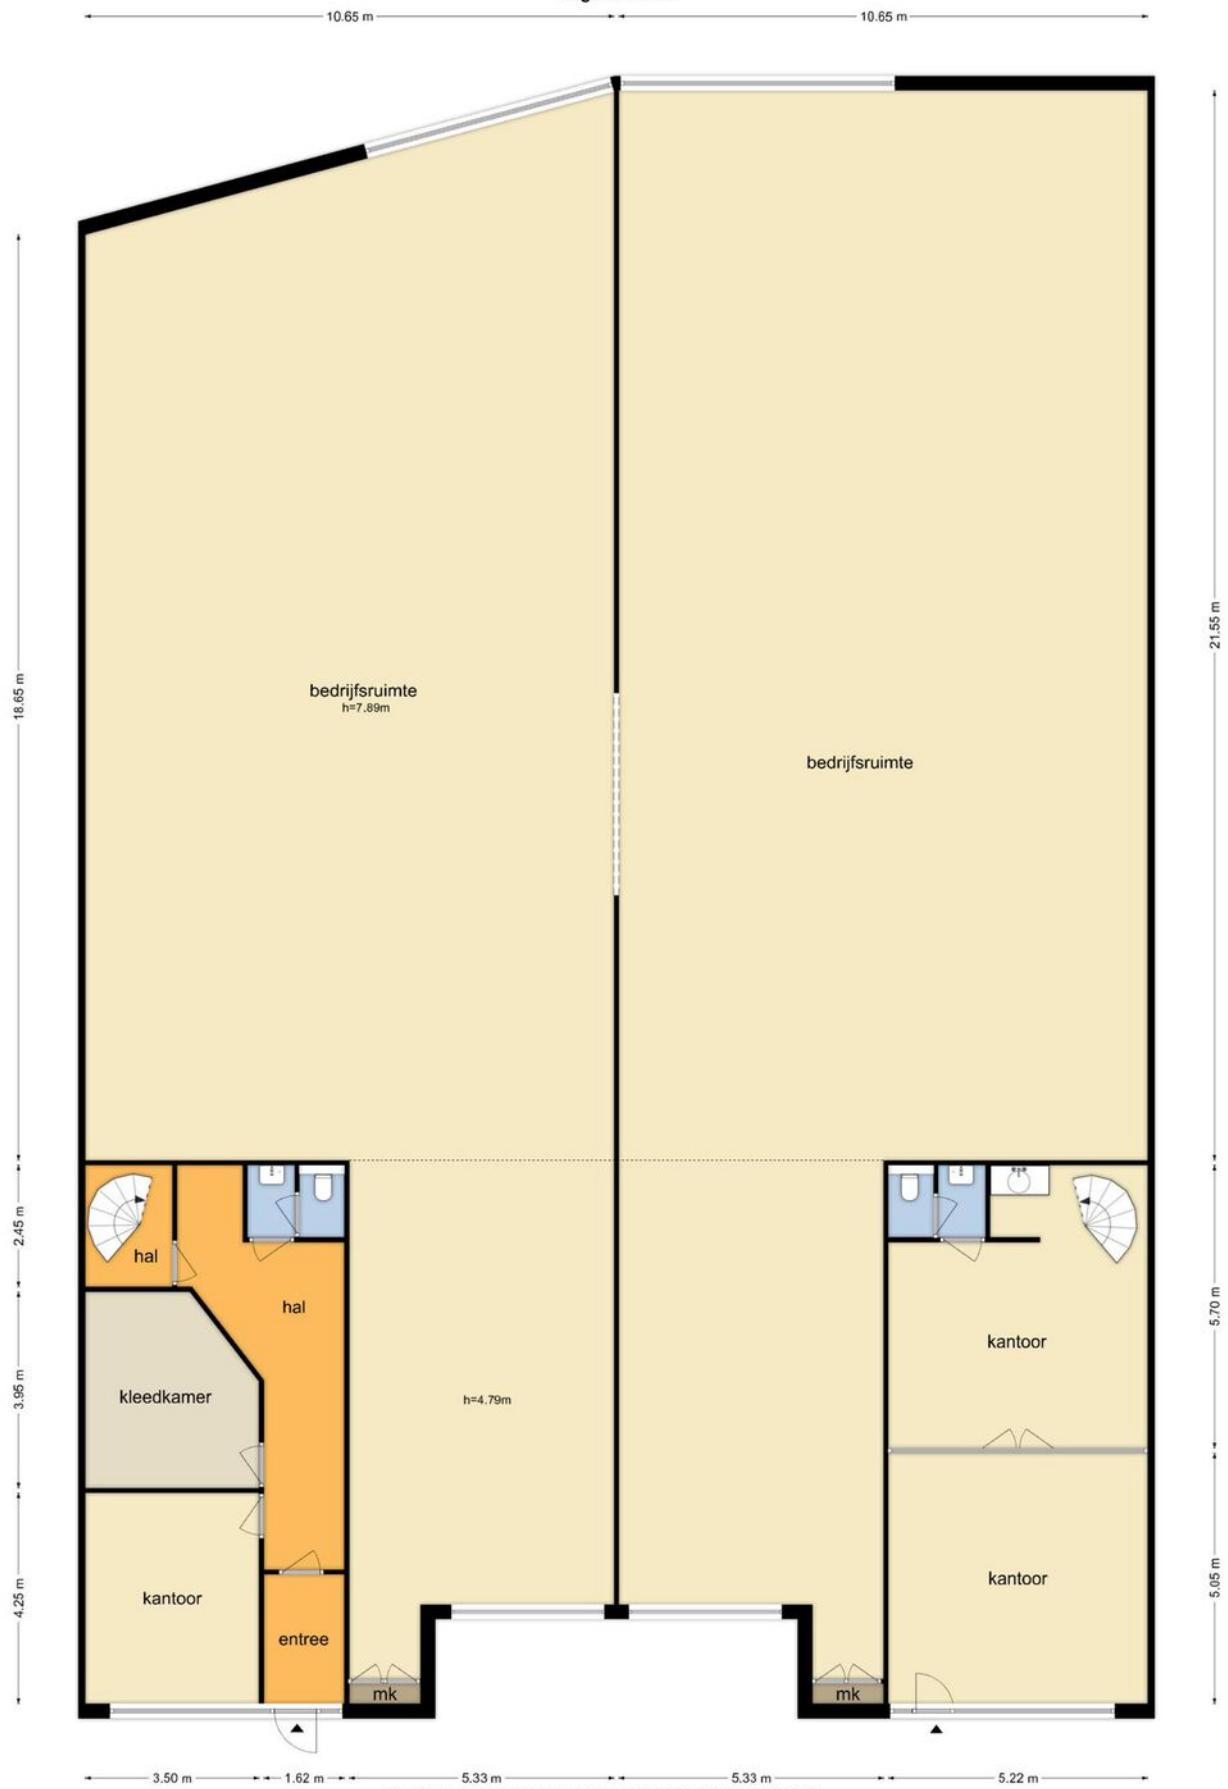 10.65 m
10.65 m
18.65 m
21.55 m
bedrijfsruimte
h=7.89m
bedrijfsruimte
2.45 m
hal
hal
5.70 m
kantoor
3.95 m
kleedkamer
h=4.79m
4.25 m
kantoor
entree
kantoor
5.05 m
mk
mk
3.50 m
1.62 m
5.33 m
5.33 m
5.22 m